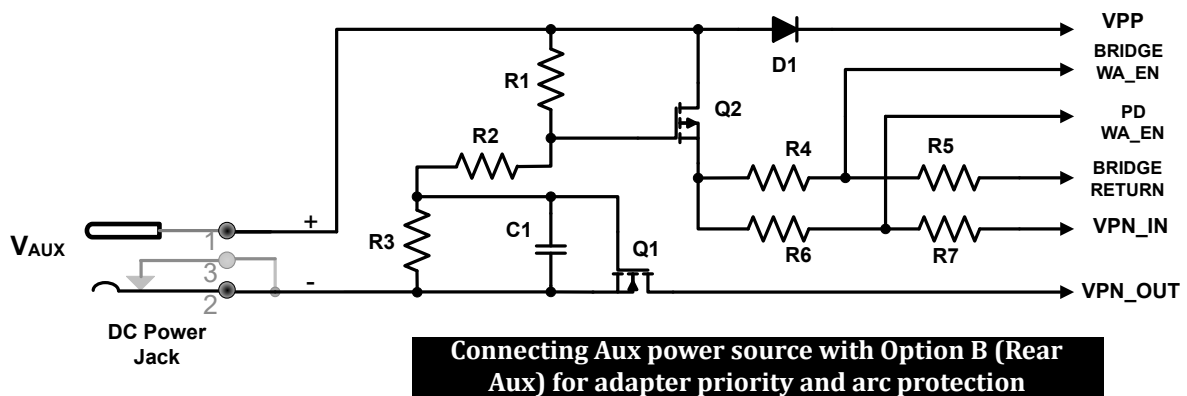 VPP
BRIDGE
WA_EN
D1
R1
Q2
PD
WA_EN
R2
R4
R5
BRIDGE
RETURN
+
R3
C1
Q1
R6
R7
VPN_IN
VAUX
1
3
2
-
VPN_OUT
DC Power
Jack
Connecting Aux power source with Option B (Rear
Aux) for adapter priority and arc protection